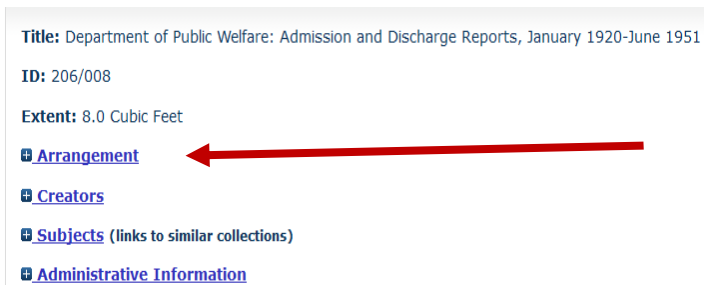 Title: Department of Public Welfare: Admission and Discharge Reports, January 1920-June 1951
ID: 206/008
Extent: 8.0 Cubic Feet
Arrangement
Creators
Subjects (links to similar collections)
Administrative Information